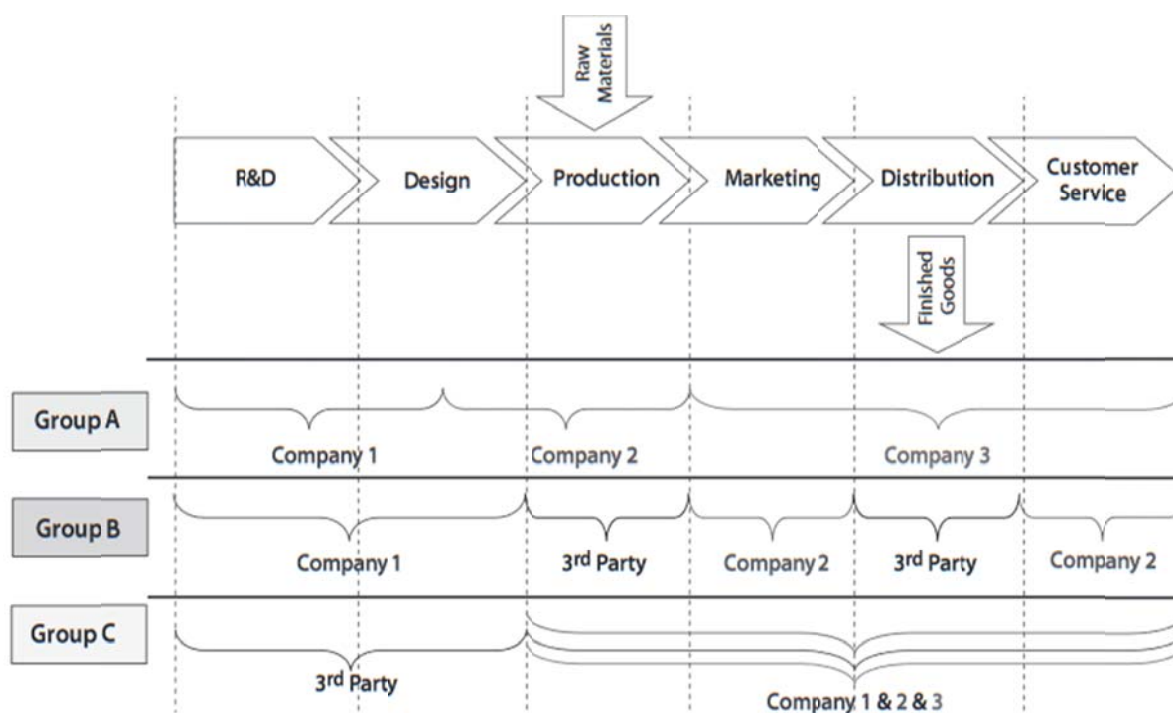 Raw
Materials
R&D
Design
Production
Marketing
Distribution
Customer
Service
Finished
Goods
Group A
Company 1
Company 2
Company 3
Group B
Company 1
3rd Party
Company 2
3rd Party
Company 2
Group C
3rd Party
Company 1 & 2 & 3